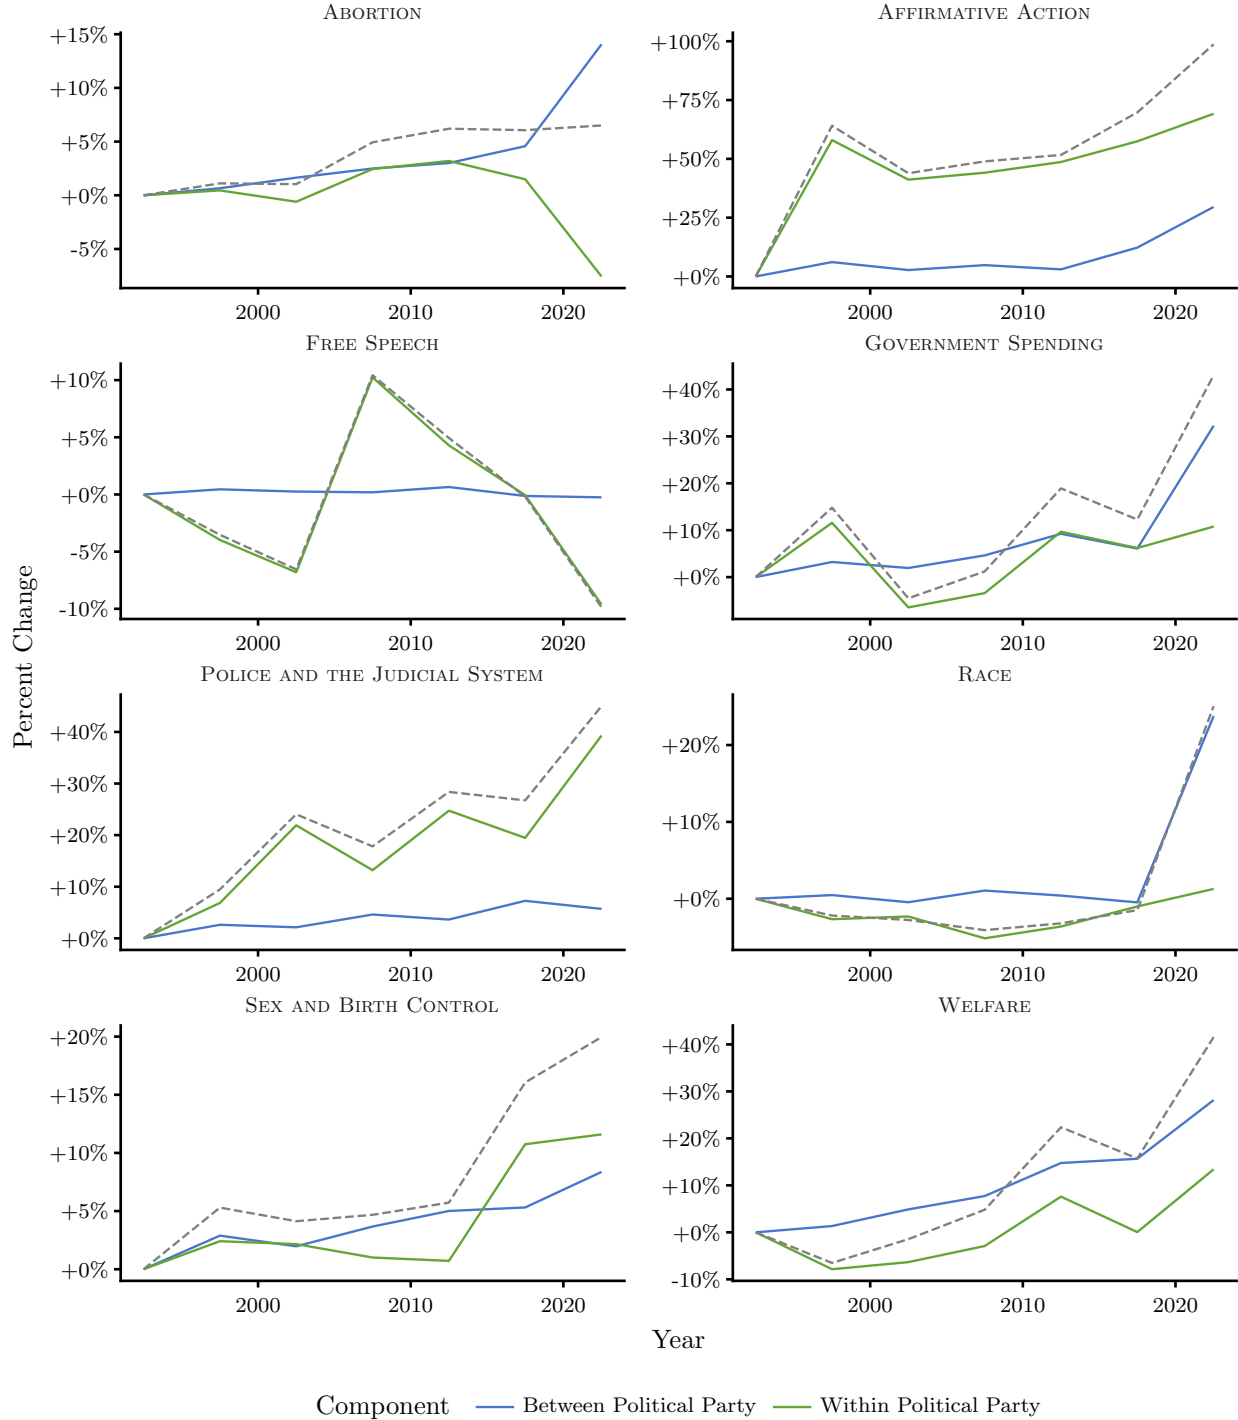 Abortion
Affirmative Action
+15%
+10%
+5%
+0%
-5%
2000 2010 2020
+100%
+75%
+50%
+25%
+0%
2000 2010 2020
Free Speech
Government Spending
+10%
+5%
+0%
-5%
-10%
2000 2010 2020
+40%
+30%
+20%
+10%
+0%
2000 2010 2020
Percent Change
Police and the Judicial System
Race
+40%
+30%
+20%
+10%
+0%
2000 2010 2020
+20%
+10%
+0%
2000 2010 2020
Sex and Birth Control
Welfare
+20%
+15%
+10%
+5%
+0%
2000 2010 2020
+40%
+30%
+20%
+10%
+0%
-10%
2000 2010 2020
Year
Component Between Political Party Within Political Party